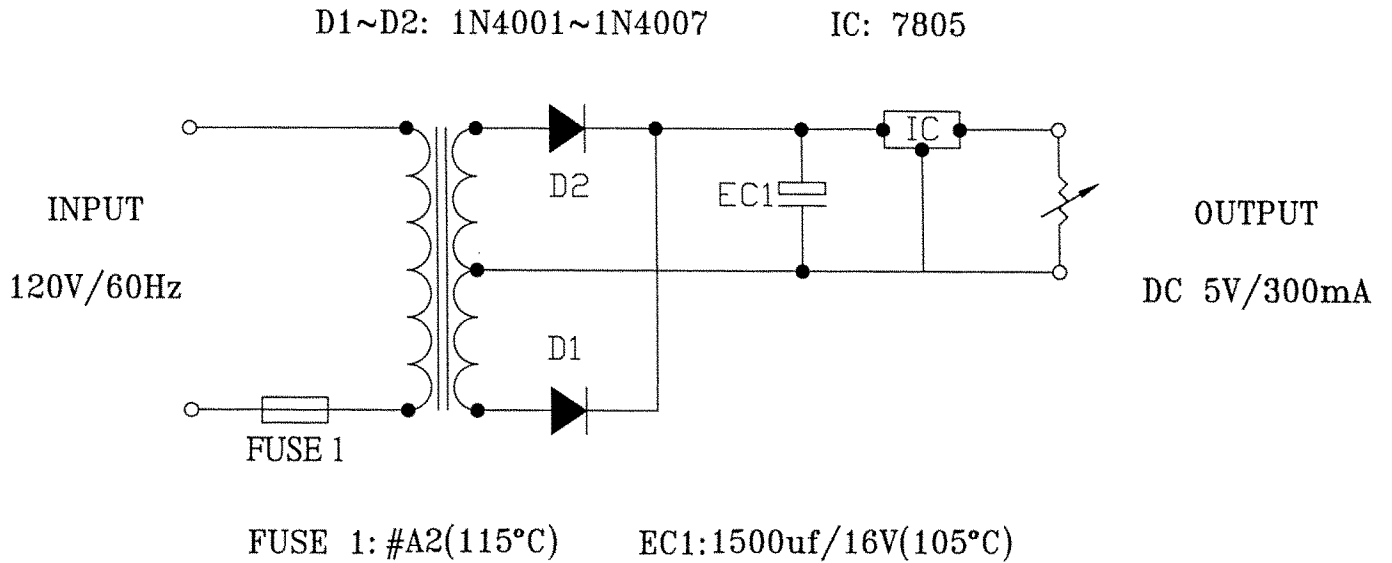 D1~D2: 1N4001~1N4007 IC: 7805
IC
D2
EC1
INPUT
OUTPUT
120V/60Hz
DC 5V/300mA
D1
FUSE 1
FUSE 1: #A2(115°C) EC1:1500uf/16V(105°C)